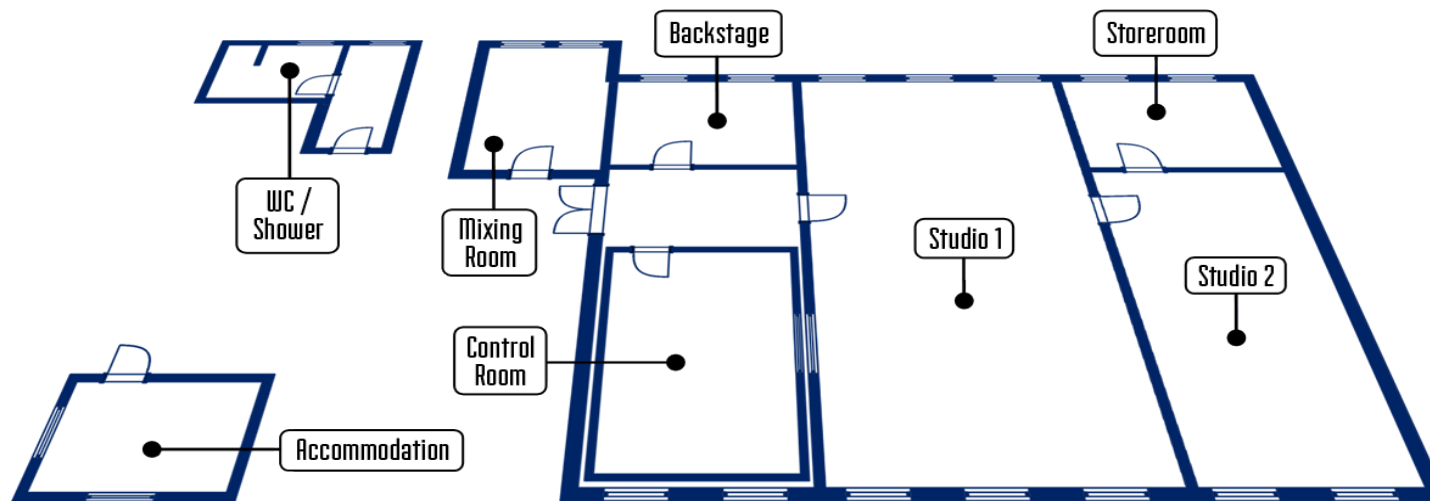 Backstage
Storeroom
WC /
Shower
Mixing
Room
Studio 1
Studio 2
Control
Room
Accommodation